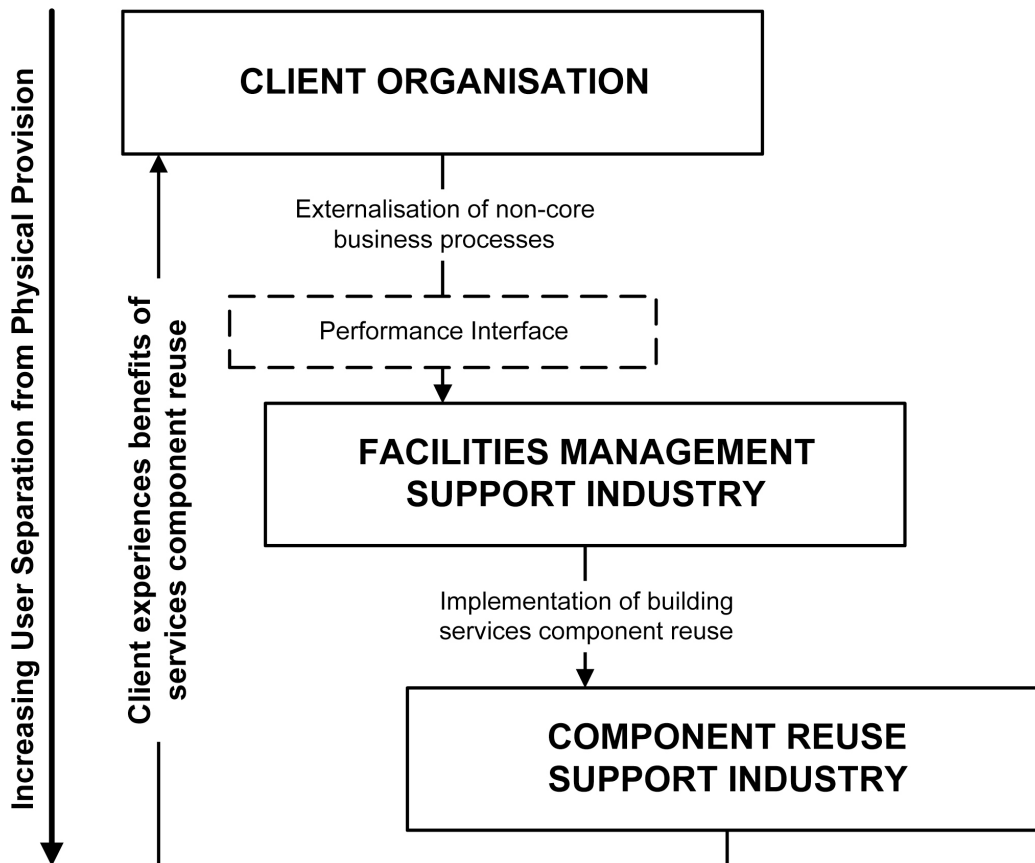 Increasing User Separation from Physical Provision
CLIENT ORGANISATION
Externalisation of non-core
business processes
Performance Interface
Client experiences benefits of
services component reuse
FACILITIES MANAGEMENT
SUPPORT INDUSTRY
Implementation of building
services component reuse
COMPONENT REUSE
SUPPORT INDUSTRY